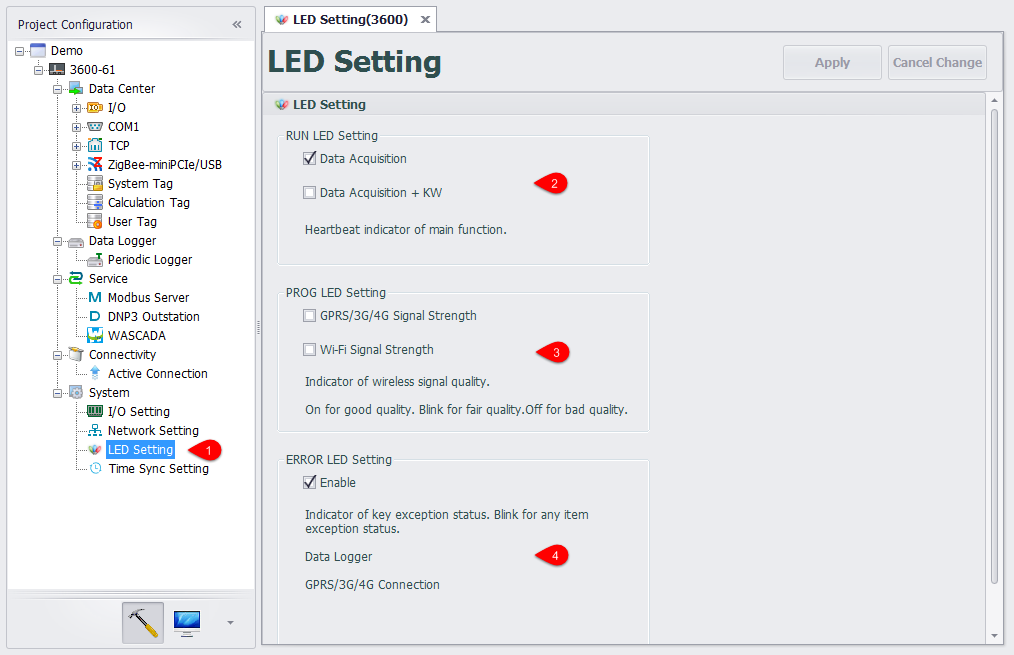 Project Configuration
Demo
3600-61
Data Center
I/O
COM1
TCP
ZigBee-miniPCIe/USB
System Tag
Calculation Tag
User Tag
Data Logger
Periodic Logger
Service
Modbus Server
DNP3 Outstation
WASCADA
Connectivity
Active Connection
System
I/O Setting
Network Setting
LED Setting
1
Time Sync Setting
LED Setting(3600)
LED Setting
Apply
Cancel Change
LED Setting
RUN LED Setting
Data Acquisition
2
Data Acquisition + KW
Heartbeat indicator of main function.
PROG LED Setting
GPRS/3G/4G Signal Strength
Wi-Fi Signal Strength
3
Indicator of wireless signal quality.
On for good quality. Blink for fair quality.Off for bad quality.
ERROR LED Setting
Enable
Indicator of key exception status. Blink for any item
exception status.
Data Logger
4
GPRS/3G/4G Connection